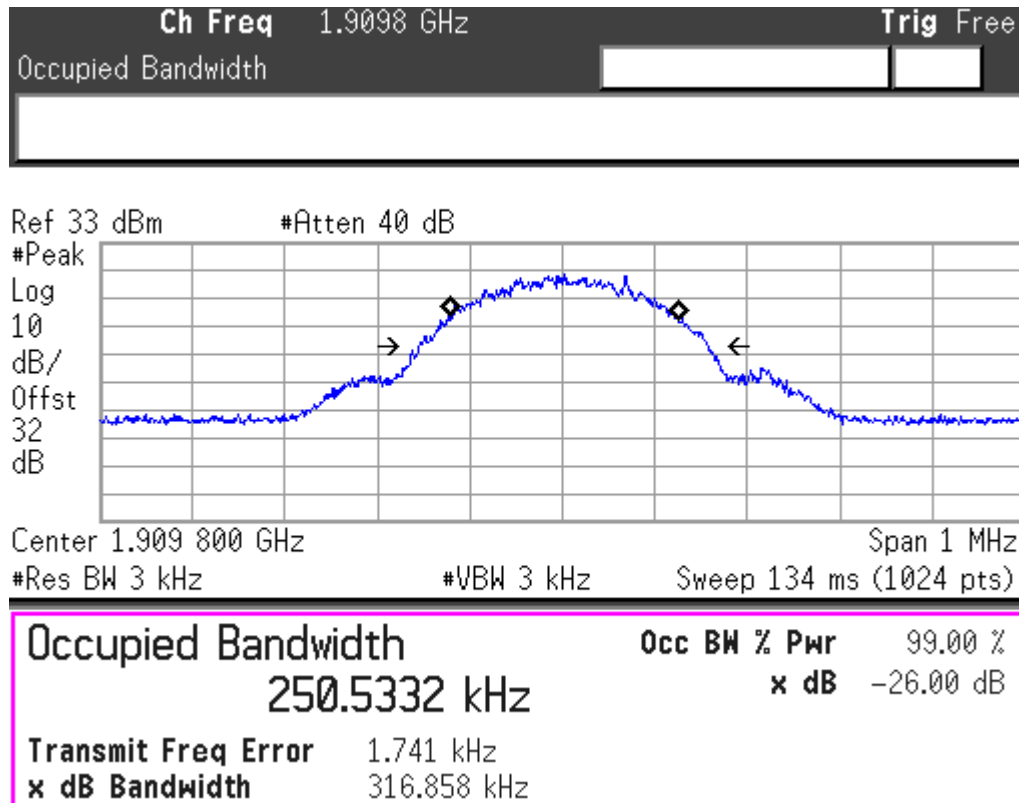 Ch Freq 1.9098 GHz Trig Free
Occupied Bandwidth
Ref 33 dBm #Atten 40 dB
#Peak
Log
10
dB/
Offst
32
dB
Center 1.909 800 GHz Span 1 MHz
#Res BW 3 kHz #VBW 3 kHz Sweep 134 ms (1024 pts)
Occupied Bandwidth Occ BW % Pwr 99.00 %
250.5332 kHz x dB -26.00 dB
Transmit Freq Error 1.741 kHz
x dB Bandwidth 316.858 kHz